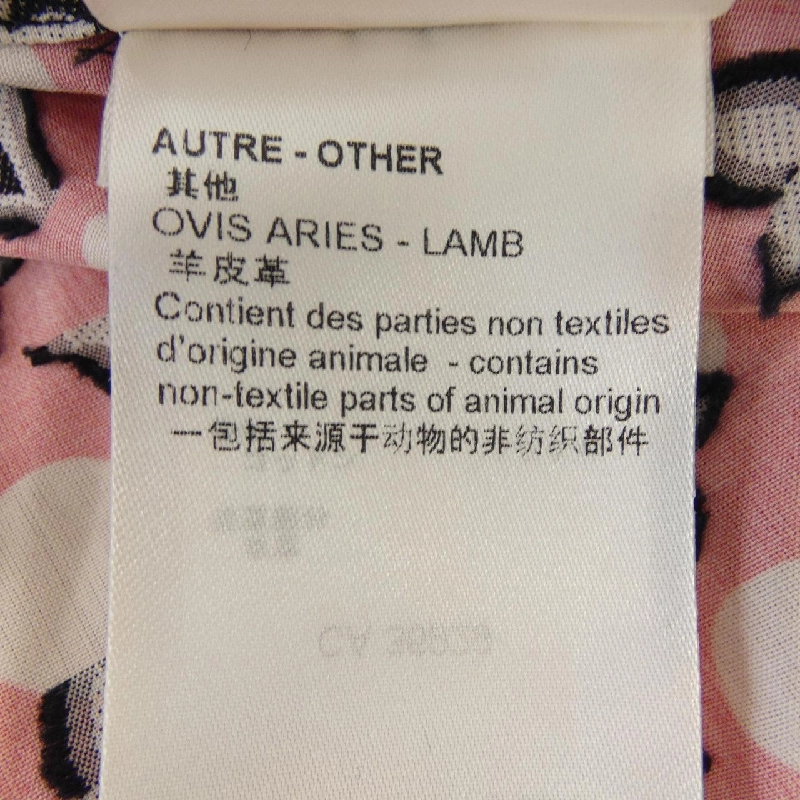 AUTRE - OTHER
其他
OVIS ARIES - LAMB
羊皮革
Contient des parties non textiles
d'origine animale - contains
non-textile parts of animal origin
一包括来源于动物的非纺织部件